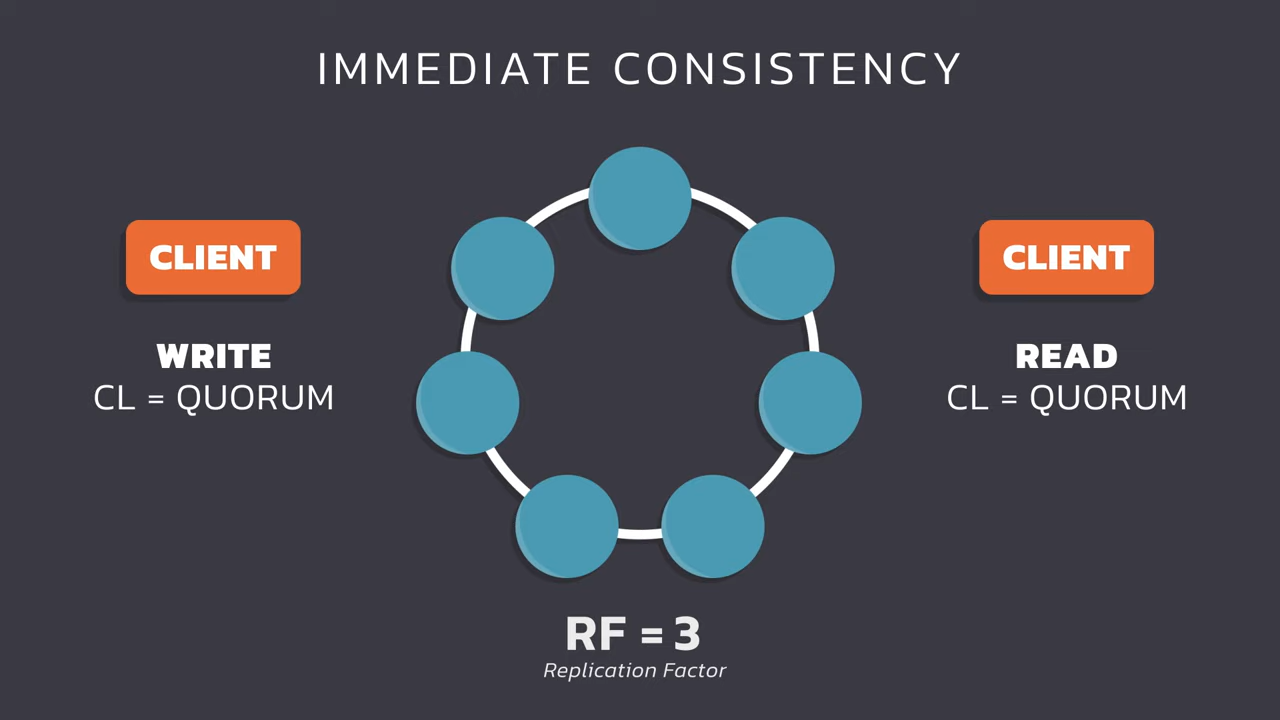 IMMEDIATE CONSISTENCY
CLIENT
WRITE
CL = QUORUM
CLIENT
READ
CL = QUORUM
RF = 3
Replication Factor